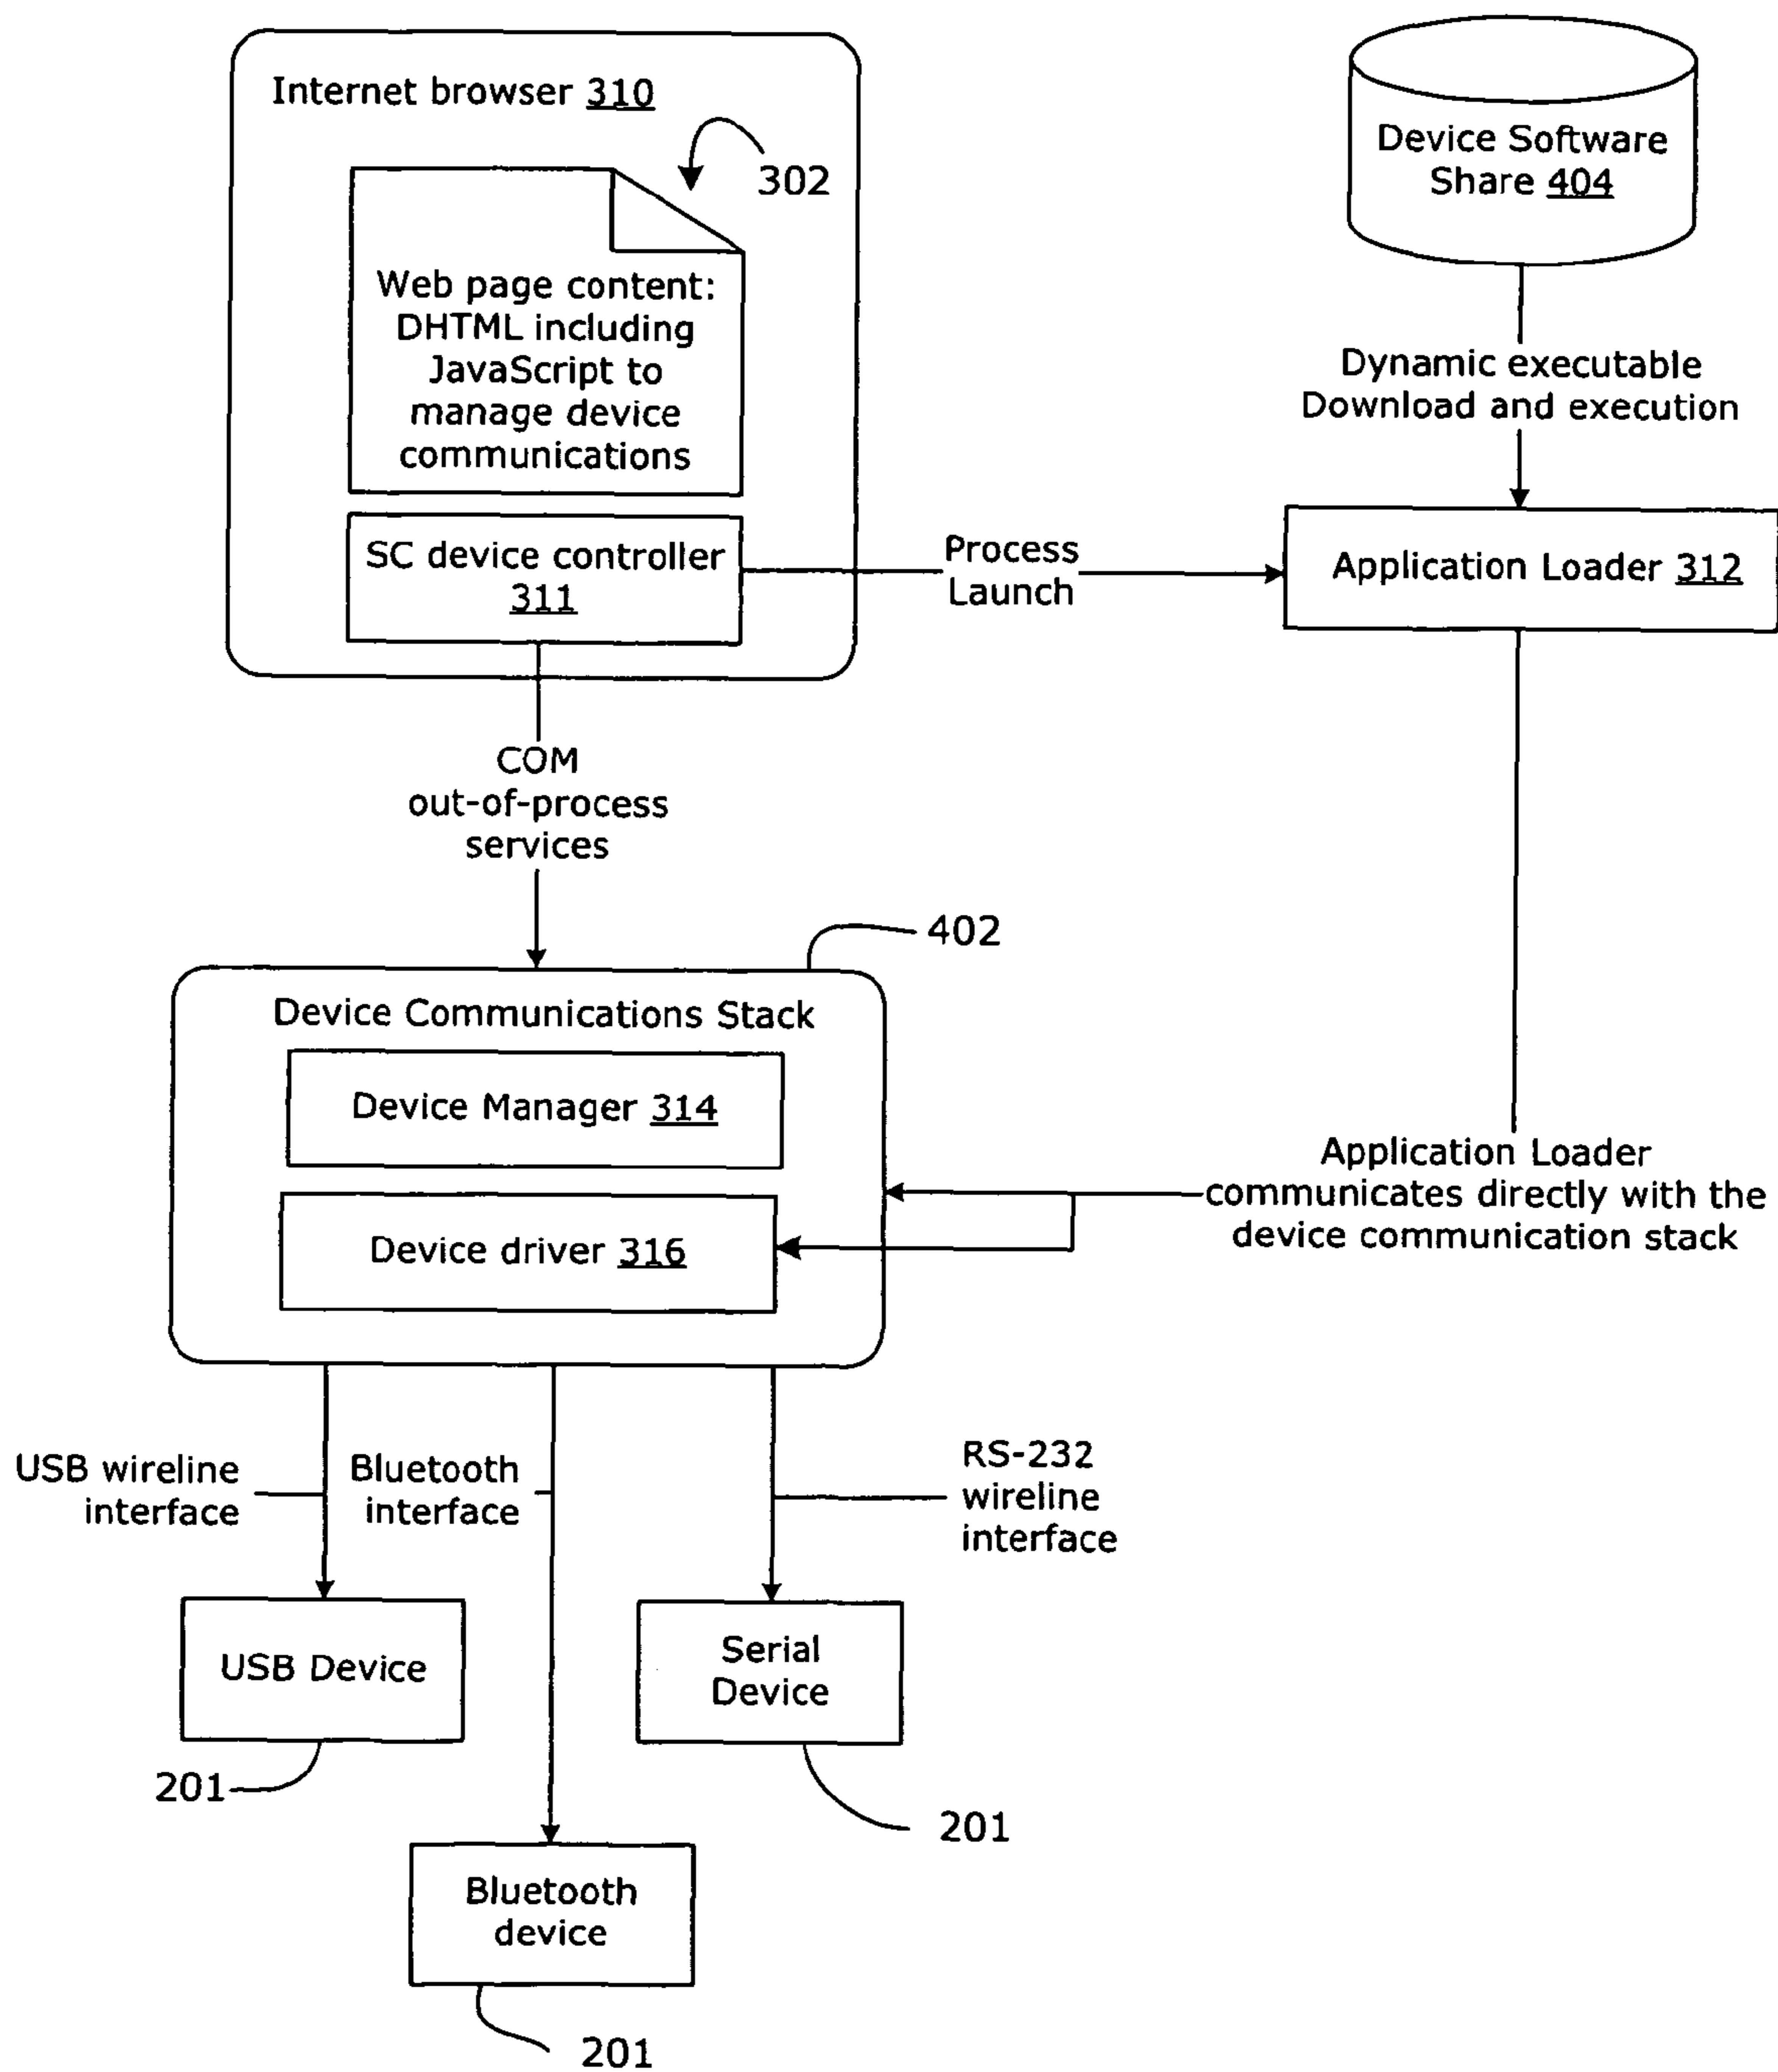 Internet browser 310
302
Web page content:
DHTML including
JavaScript to
manage device
communications
SC device controller
311
Device Software
Share 404
Dynamic executable
Download and execution
Process
Launch
Application Loader 312
COM
out-of-process
services
402
Device Communications Stack
Device Manager 314
Device driver 316
Application Loader
communicates directly with the
device communication stack
USB wireline
interface
Bluetooth
interface
RS-232
wireline
interface
USB Device
201
Serial
Device
201
Bluetooth
device
201